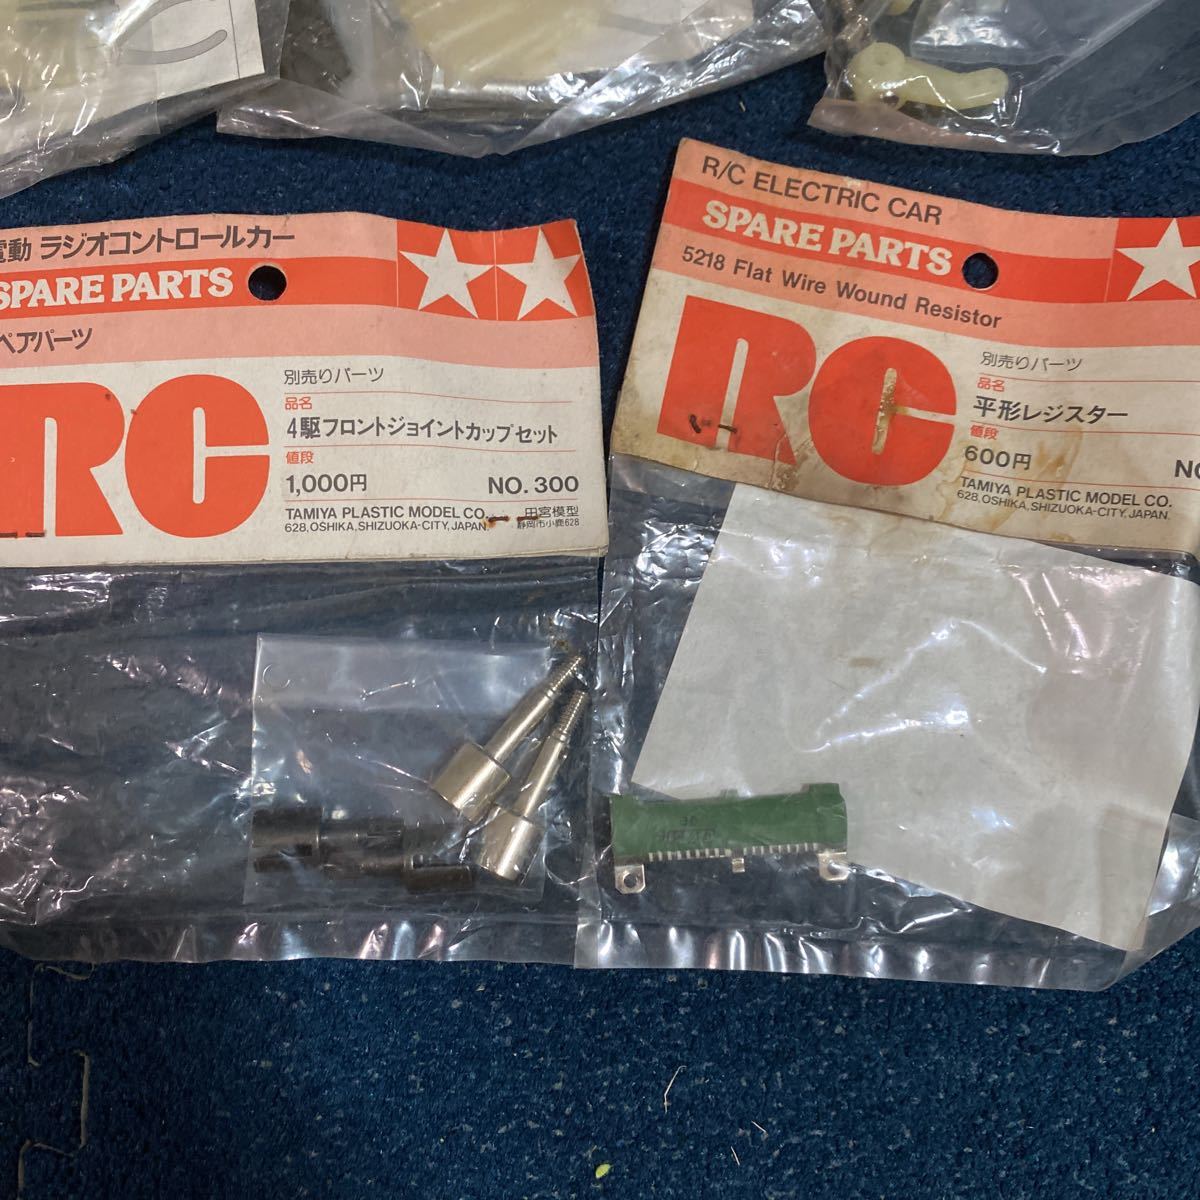 電動 ラジオコントロールカー
SPARE PARTS
ペアパーツ
RC
別売りパーツ
品名
4駆フロントジョイントカップセット
値段
1,000円
NO. 300
TAMIYA PLASTIC MODEL CO.
田宮模型
628, OSHIKA, SHIZUOKA-CITY, JAPAN.
静岡市小鹿628
R/C ELECTRIC CAR
SPARE PARTS
5218 Flat Wire Wound Resistor
RC
別売りパーツ
品名
平形レジスター
値段
600円
NO
TAMIYA PLASTIC MODEL CO.
628, OSHIKA, SHIZUOKA-CITY, JAPAN.